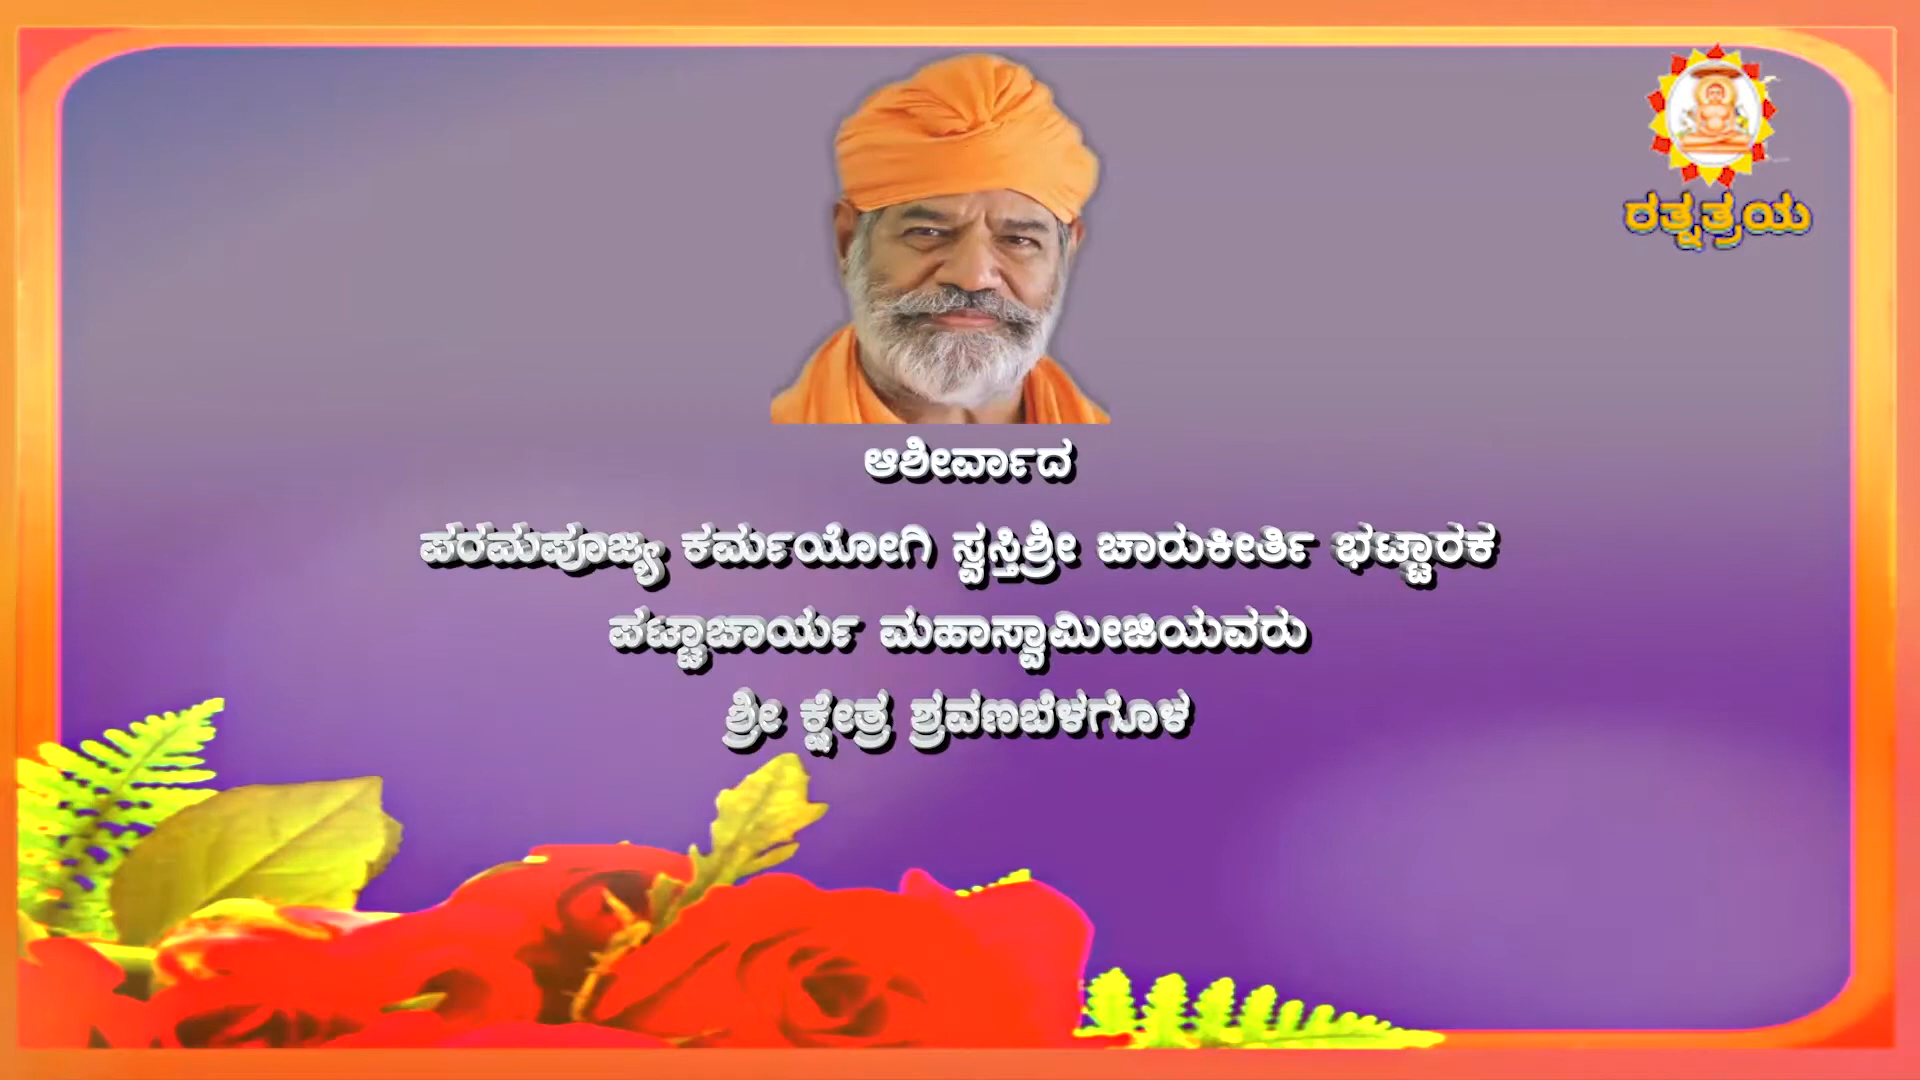 ರತ್ನತ್ರಯ
ಆಶೀರ್ವಾದ
ಪರಮಪೂಜ್ಯ ಕರ್ಮಯೋಗಿ ಸ್ವಸ್ತಿಶ್ರೀ ಚಾರುಕೀರ್ತಿ ಭಟ್ಟಾರಕ
ಪಟ್ಟಾಚಾರ್ಯ ಮಹಾಸ್ವಾಮೀಜಿಯವರು
ಶ್ರೀ ಕ್ಷೇತ್ರ ಶ್ರವಣಬೆಳಗೊಳ